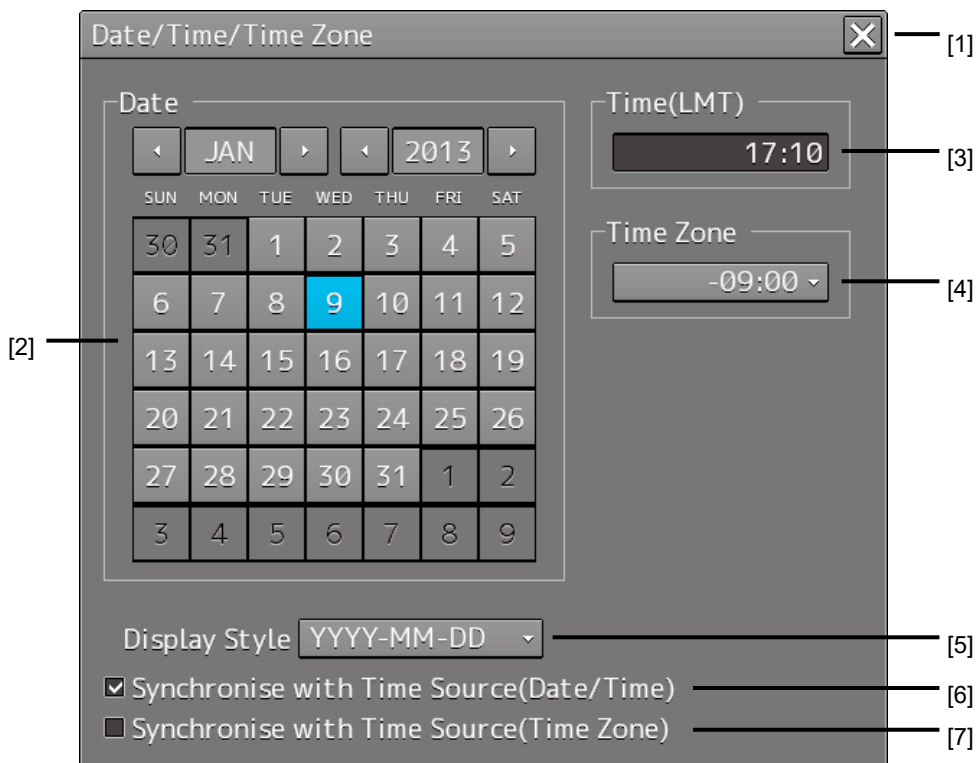 Date/Time/Time Zone
[1]
Date
Time(LMT)
JAN 2013
17:10
[3]
SUN MON TUE WED THU FRI SAT
30 31 1 2 3 4 5
Time Zone
-09:00
[4]
6 7 8 9 10 11 12
[2]
13 14 15 16 17 18 19
20 21 22 23 24 25 26
27 28 29 30 31 1 2
3 4 5 6 7 8 9
Display Style YYYY-MM-DD
[5]
Synchronise with Time Source(Date/Time)
[6]
Synchronise with Time Source(Time Zone)
[7]